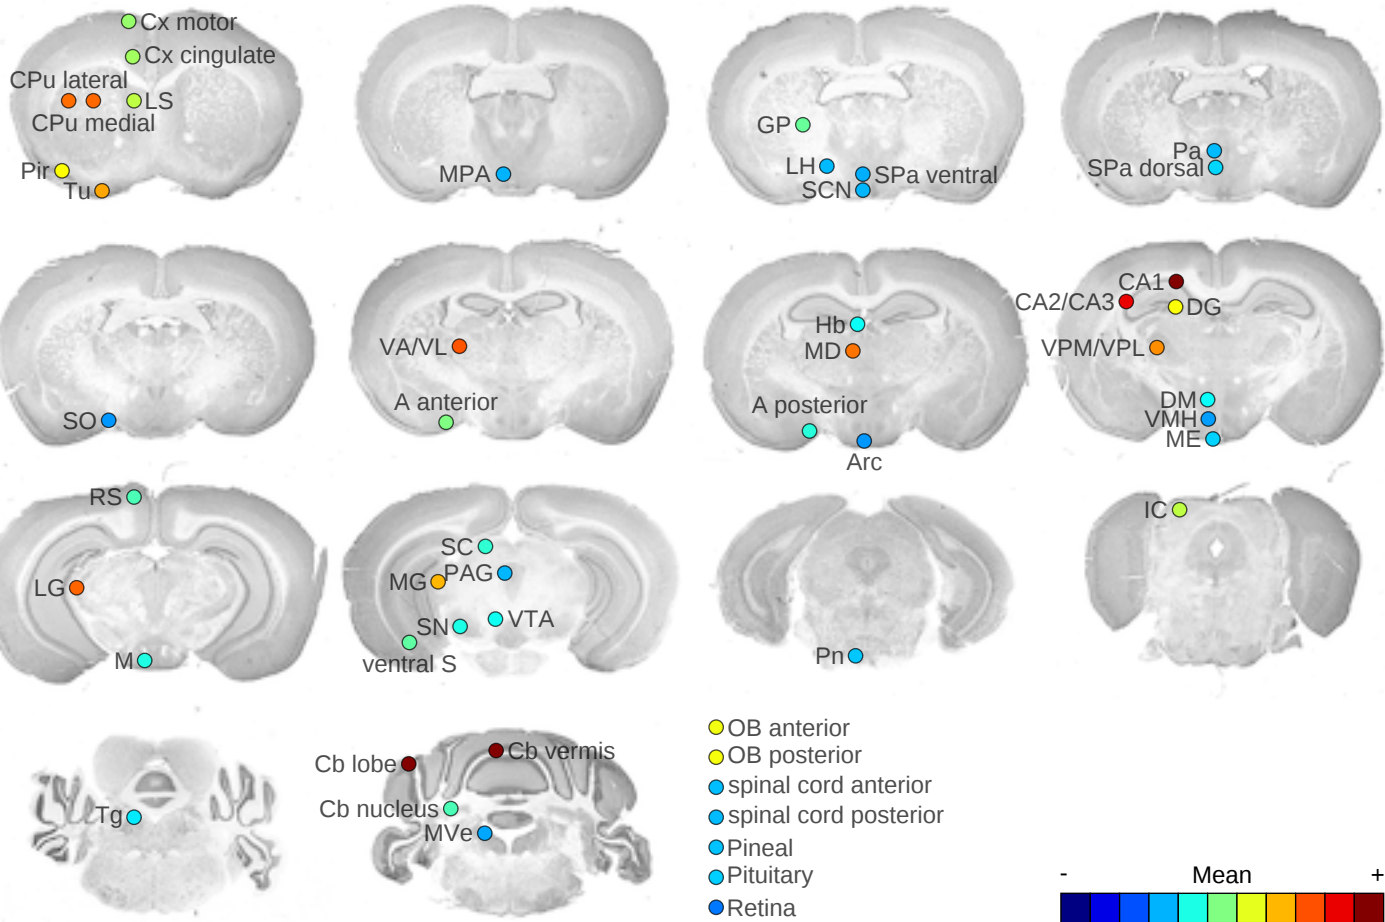 Cx motor
Cx cingulate
CPu lateral
LS
CPu medial
Pir
Tu
MPA
GP
LH
SPa ventral
SCN
Pa
SPa dorsal
SO
VA/VL
A anterior
Hb
MD
A posterior
Arc
CA1
CA2/CA3
DG
VPM/VPL
DM
VMH
ME
RS
LG
M
SC
PAG
MG
VTA
SN
ventral S
Pn
IC
Tg
Cb lobe
Cb vermis
Cb nucleus
MVe
OB anterior
OB posterior
spinal cord anterior
spinal cord posterior
Pineal
Pituitary
Retina
- Mean +